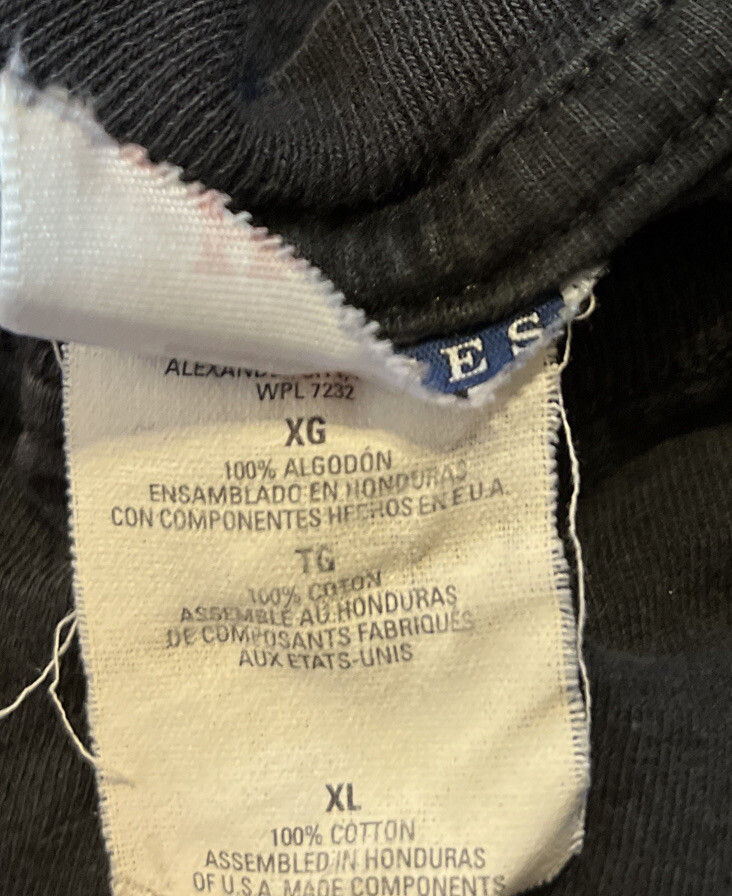 ES
WPL 7232
XG
100% ALGODÓN
ENSAMBLADO EN HONDURAS
CON COMPONENTES HECHOS EN E.U.A.
TG
100% COTON
ASSEMBLÉ AU HONDURAS
DE COMPOSANTS FABRIQUÉS
AUX ETATS-UNIS
XL
100% COTTON
ASSEMBLED IN HONDURAS
OF U.S.A. MADE COMPONENTS